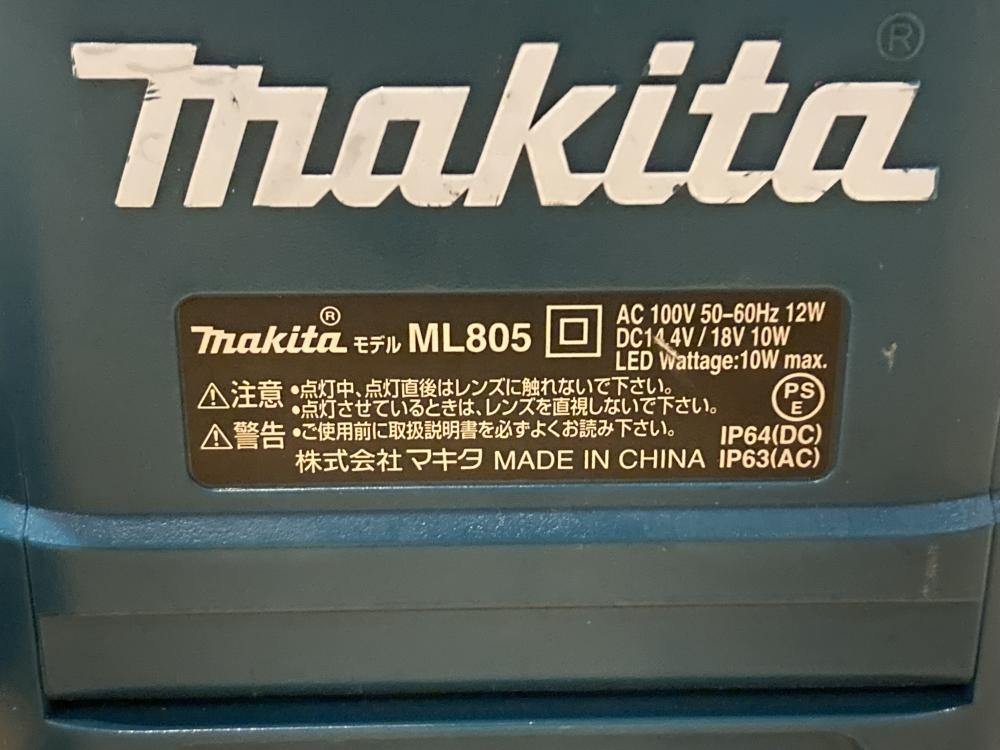 makita®
makita® モデル ML805
AC 100V 50-60Hz 12W
DC14.4V / 18V 10W
LED Wattage:10W max.
⚠注意 •点灯中、点灯直後はレンズに触れないで下さい。
•点灯させているときは、レンズを直視しないで下さい。
⚠警告 •ご使用前に取扱説明書を必ずよくお読み下さい。
PS
E
IP64(DC)
株式会社 マキタ MADE IN CHINA IP63(AC)